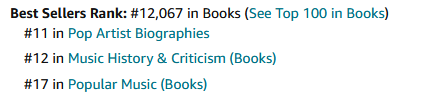 Best Sellers Rank: #12,067 in Books (See Top 100 in Books)
#11 in Pop Artist Biographies
#12 in Music History & Criticism (Books)
#17 in Popular Music (Books)